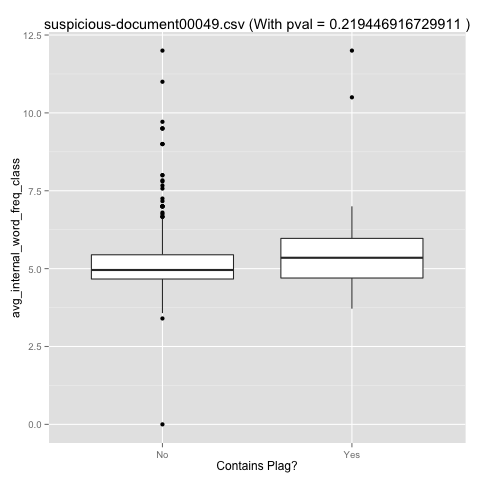 suspicious-document00049.csv (With pval = 0.219446916729911 )
12.5
10.0
7.5
5.0
2.5
0.0
avg_internal_word_freq_class
No
Yes
Contains Plag?